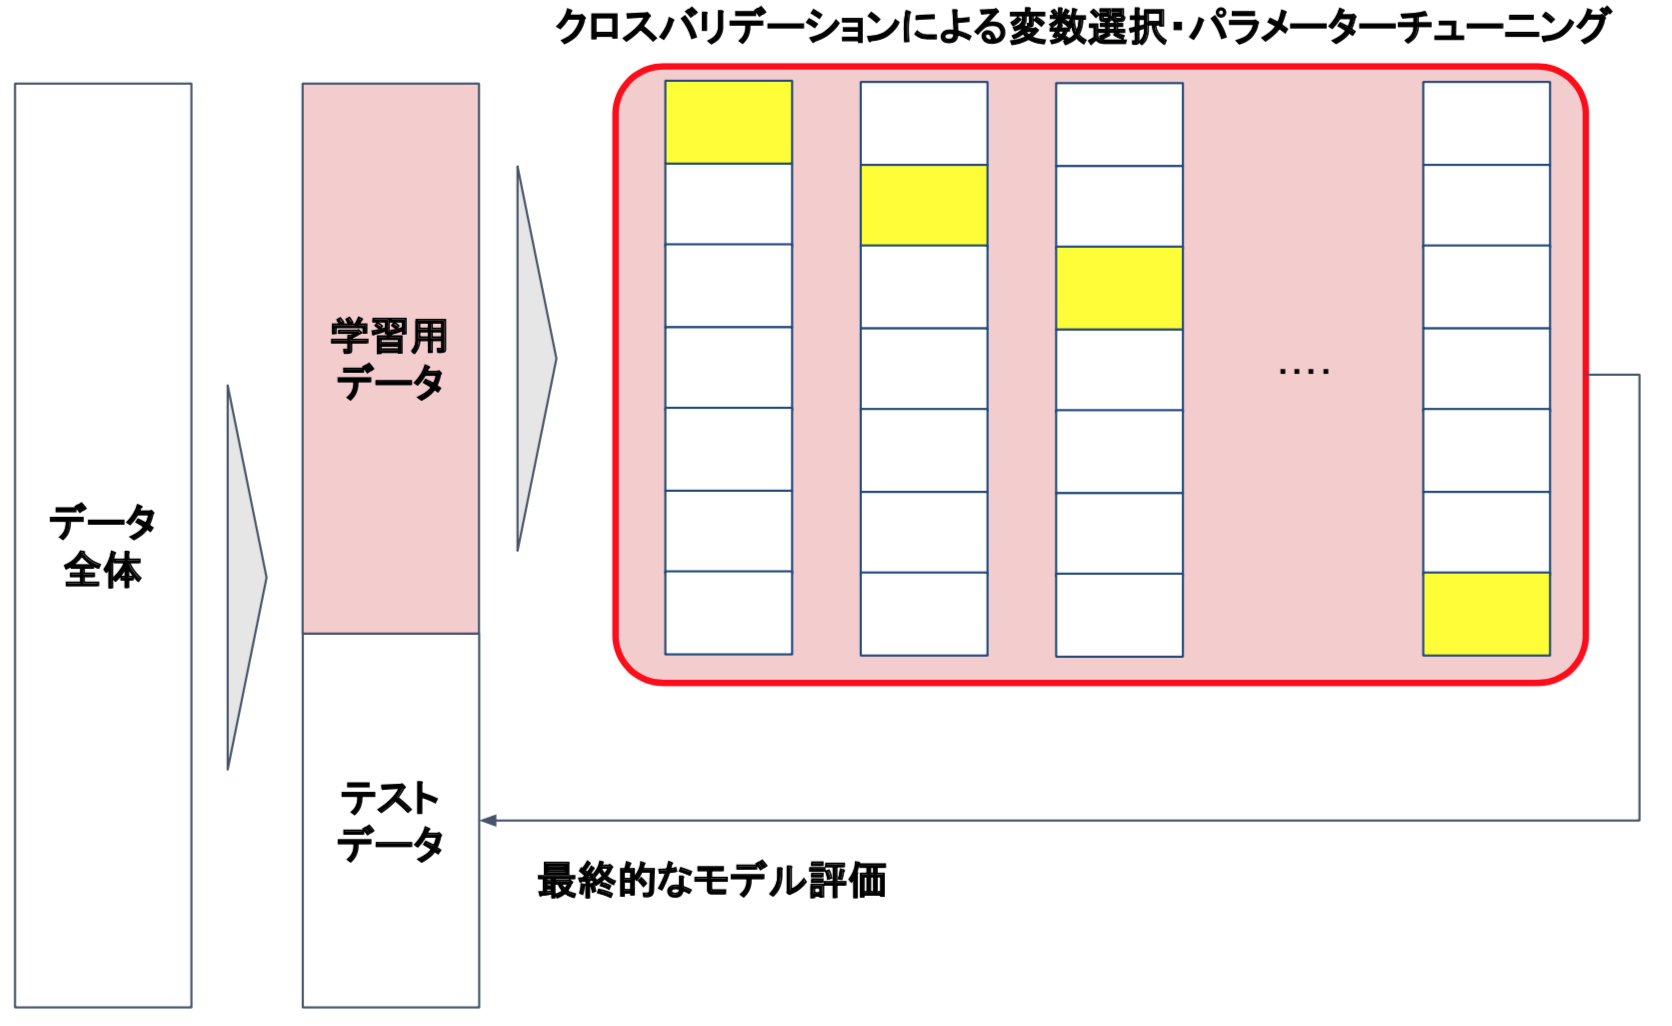 クロスバリデーションによる変数選択・パラメーターチューニング
データ
全体
学習用
データ
....
テスト
データ
最終的なモデル評価